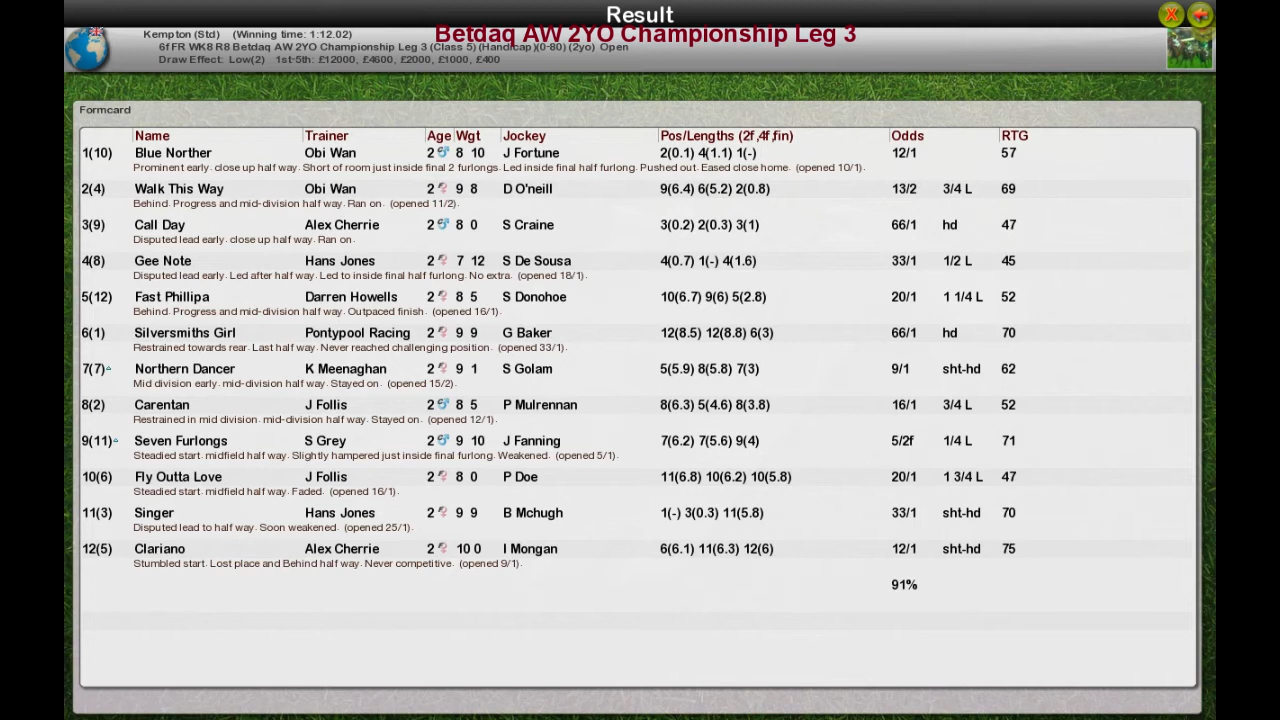 Result
Betdaq AW 2YO Championship Leg 3
Kempton (Std) (Winning time: 1:12.02)
6f FR WK8 R8 Betdaq AW 2YO Championship Leg 3 (Class 5) (Handicap)(0-80) (2yo) Open
Draw Effect: Low(2) 1st-5th: £12000, £4600, £2000, £1000, £400
Formcard
Name Trainer Age Wgt Jockey Pos/Lengths (2f,4f,fin) Odds RTG
1(10) Blue Norther Obi Wan 2 8 10 J Fortune 2(0.1) 4(1.1) 1(-) 12/1 57
Prominent early. close up half way. Short of room just inside final 2 furlongs. Led inside final half furlong. Pushed out. Eased close home. (opened 10/1).
2(4) Walk This Way Obi Wan 2 9 8 D O'neill 9(6.4) 6(5.2) 2(0.8) 13/2 3/4 L 69
Behind. Progress and mid-division half way. Ran on. (opened 11/2).
3(9) Call Day Alex Cherrie 2 8 0 S Craine 3(0.2) 2(0.3) 3(1) 66/1 hd 47
Disputed lead early. close up half way. Ran on.
4(8) Gee Note Hans Jones 2 7 12 S De Sousa 4(0.7) 1(-) 4(1.6) 33/1 1/2 L 45
Disputed lead early. Led after half way. Led to inside final half furlong. No extra. (opened 18/1).
5(12) Fast Phillipa Darren Howells 2 8 5 S Donohoe 10(6.7) 9(6) 5(2.8) 20/1 1 1/4 L 52
Behind. Progress and mid-division half way. Outpaced finish. (opened 16/1).
6(1) Silversmiths Girl Pontypool Racing 2 9 9 G Baker 12(8.5) 12(8.8) 6(3) 66/1 hd 70
Restrained towards rear. Last half way. Never reached challenging position. (opened 33/1).
7(7) Northern Dancer K Meenaghan 2 9 1 S Golam 5(5.9) 8(5.8) 7(3) 9/1 sht-hd 62
Mid division early. mid-division half way. Stayed on. (opened 15/2).
8(2) Carentan J Follis 2 8 5 P Mulrennan 8(6.3) 5(4.6) 8(3.8) 16/1 3/4 L 52
Restrained in mid division. mid-division half way. Stayed on. (opened 12/1).
9(11) Seven Furlongs S Grey 2 9 10 J Fanning 7(6.2) 7(5.6) 9(4) 5/2f 1/4 L 71
Steadied start. midfield half way. Slightly hampered just inside final furlong. Weakened. (opened 5/1).
10(6) Fly Outta Love J Follis 2 8 0 P Doe 11(6.8) 10(6.2) 10(5.8) 20/1 1 3/4 L 47
Steadied start. midfield half way. Faded. (opened 16/1).
11(3) Singer Hans Jones 2 9 9 B Mchugh 1(-) 3(0.3) 11(5.8) 33/1 sht-hd 70
Disputed lead to half way. Soon weakened. (opened 25/1).
12(5) Clariano Alex Cherrie 2 10 0 I Mongan 6(6.1) 11(6.3) 12(6) 12/1 sht-hd 75
Stumbled start. Lost place and Behind half way. Never competitive. (opened 9/1).
91%